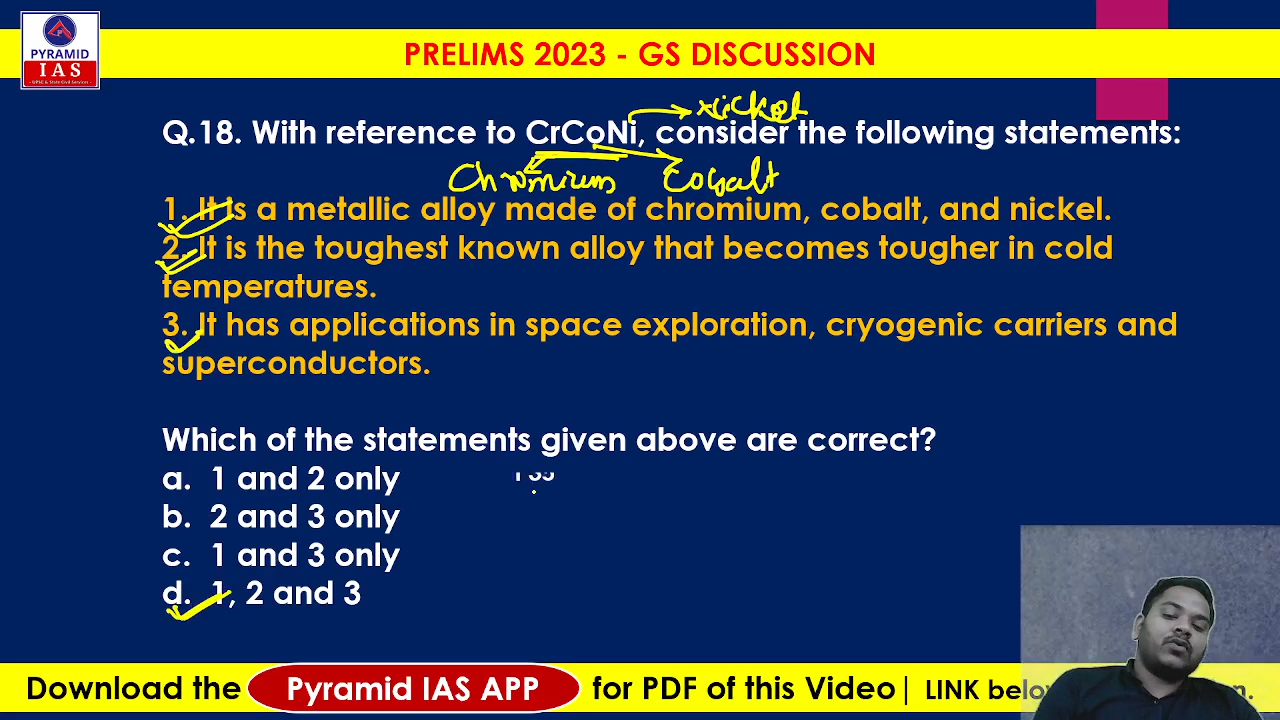 PYRAMID
IAS
- UPSC & State Civil Services -
PRELIMS 2023 - GS DISCUSSION
Nickel
Q.18. With reference to CrCoNi, consider the following statements:
Chromium Cobalt
1. It is a metallic alloy made of chromium, cobalt, and nickel.
2. It is the toughest known alloy that becomes tougher in cold
temperatures.
3. It has applications in space exploration, cryogenic carriers and
superconductors.
Which of the statements given above are correct?
a. 1 and 2 only
b. 2 and 3 only
c. 1 and 3 only
d. 1, 2 and 3
Download the Pyramid IAS APP for PDF of this Video| LINK